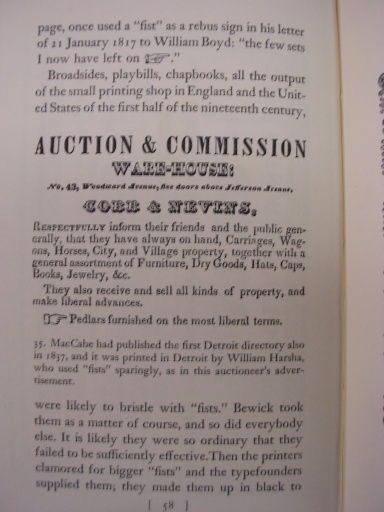 page, once used a "fist" as a rebus sign in his letter
of 21 January 1817 to William Boyd: "the few sets
I now have left on ☞."
Broadsides, playbills, chapbooks, all the output
of the small printing shop in England and the Unit-
ed States of the first half of the nineteenth century,
AUCTION & COMMISSION
WARE-HOUSE:
No. 43, Woodward Avenue, five doors above Jefferson Avenue.
COBB & NEVINS,
RESPECTFULLY inform their friends and the public gen-
erally, that they have always on hand, Carriages, Wag-
ons, Horses, City, and Village property, together with a
general assortment of Furniture, Dry Goods, Hats, Caps,
Books, Jewelry, &c.
They also receive and sell all kinds of property, and
make liberal advances.
☞ Pedlars furnished on the most liberal terms.
35. MacCabe had published the first Detroit directory also
in 1837, and it was printed in Detroit by William Harsha,
who used "fists" sparingly, as in this auctioneer's adver-
tisement.
were likely to bristle with "fists." Bewick took
them as a matter of course, and so did everybody
else. It is likely they were so ordinary that they
failed to be sufficiently effective. Then the printers
clamored for bigger "fists" and the typefounders
supplied them; they made them up in black to
[ 58 ]